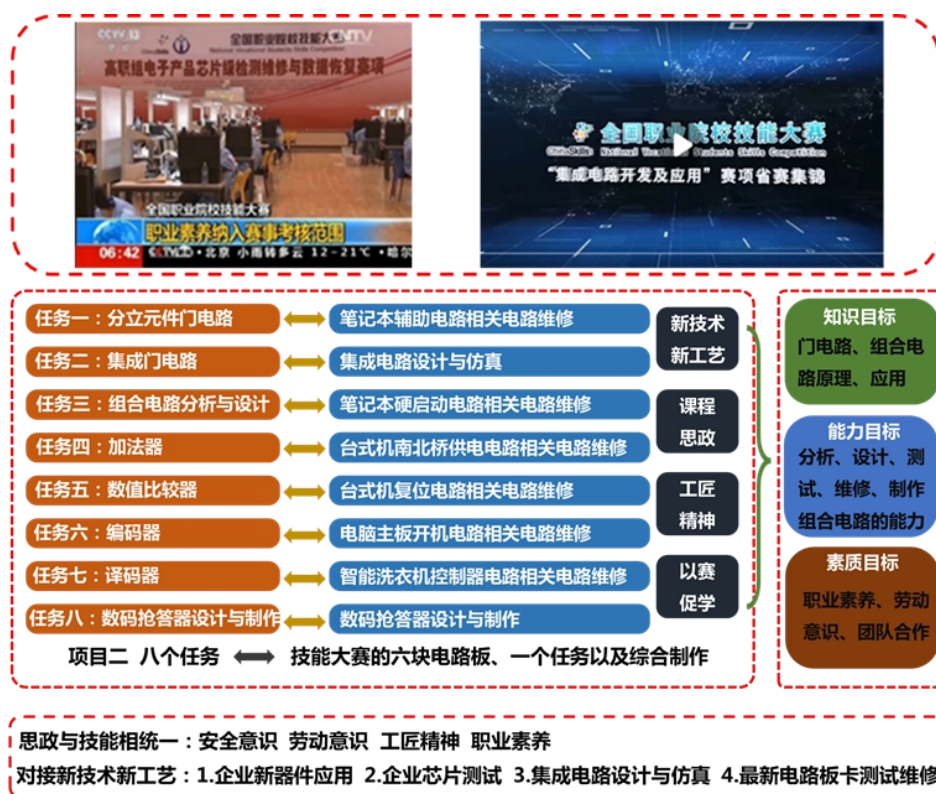 CCTV 13
全国职业院校技能大赛
National Vocational Students Skills Competition
高职组电子产品芯片级检测维修与数据恢复赛项
全国职业院校技能大赛
职业素养纳入赛事考核范围
06:42
北京 小雨转多云 12-21℃ · 哈尔
全国职业院校技能大赛
ChinaSkills National Vocational Students Skills Competition
“集成电路开发及应用”赛项省赛集锦
任务一：分立元件门电路
笔记本辅助电路相关电路维修
任务二：集成门电路
集成电路设计与仿真
任务三：组合电路分析与设计
笔记本硬启动电路相关电路维修
任务四：加法器
台式机南北桥供电电路相关电路维修
任务五：数值比较器
台式机复位电路相关电路维修
任务六：编码器
电脑主板开机电路相关电路维修
任务七：译码器
智能洗衣机控制器电路相关电路维修
任务八：数码抢答器设计与制作
数码抢答器设计与制作
新技术
新工艺
课程
思政
工匠
精神
以赛
促学
项目二 八个任务
技能大赛的六块电路板、一个任务以及综合制作
知识目标
门电路、组合电
路原理、应用
能力目标
分析、设计、测
试、维修、制作
组合电路的能力
素质目标
职业素养、劳动
意识、团队合作
思政与技能相统一：安全意识 劳动意识 工匠精神 职业素养
对接新技术新工艺：1.企业新器件应用 2.企业芯片测试 3.集成电路设计与仿真 4.最新电路板卡测试维修